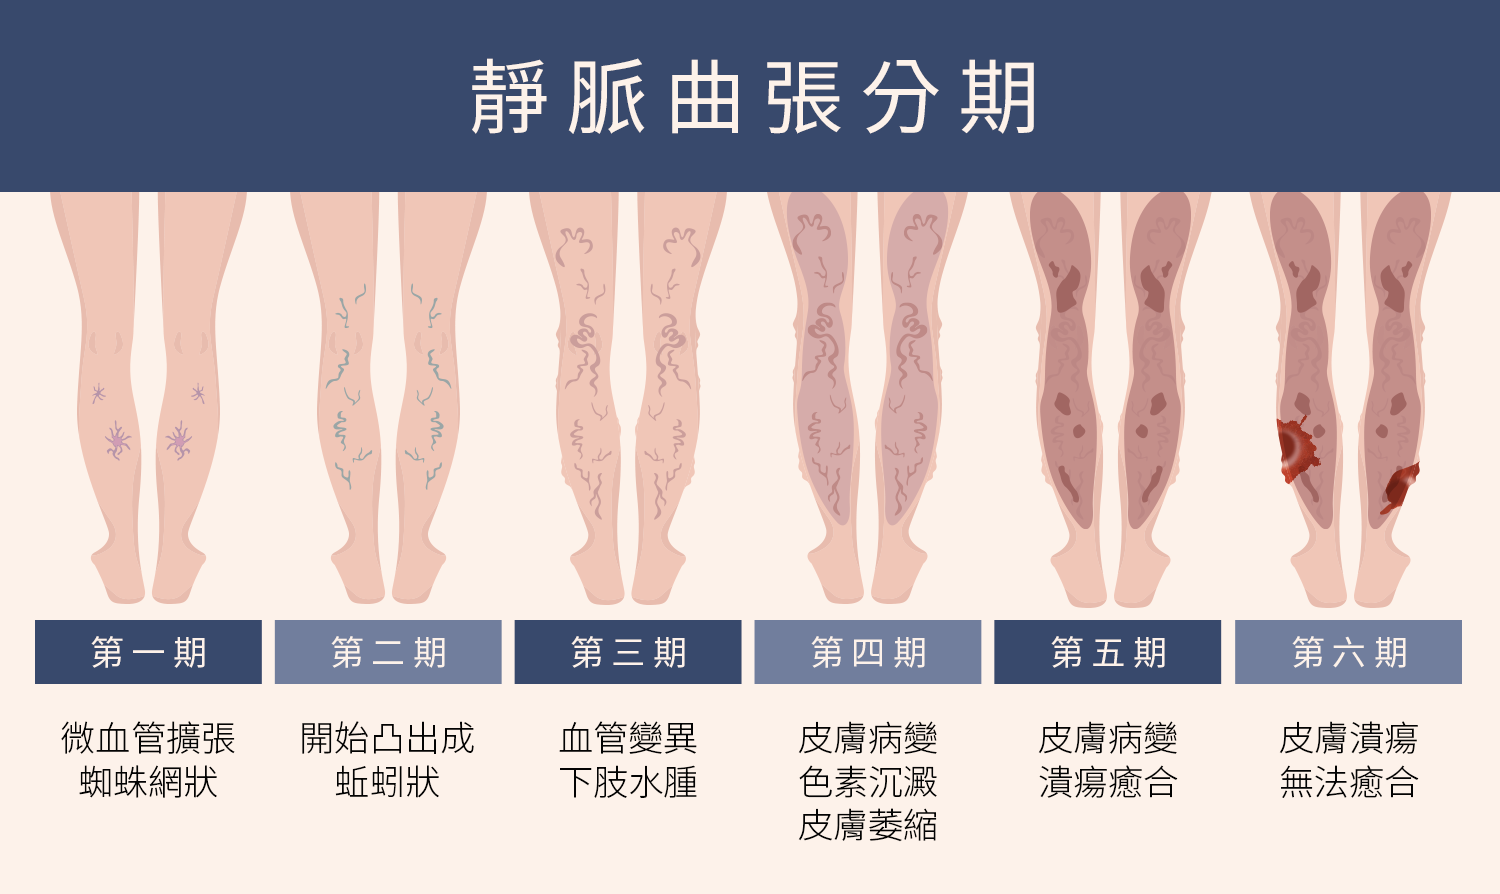 靜脈曲張分期
第一期
微血管擴張
蜘蛛網狀
第二期
開始凸出成
蚯蚓狀
第三期
血管變異
下肢水腫
第四期
皮膚病變
色素沉澱
皮膚萎縮
第五期
皮膚病變
潰瘍癒合
第六期
皮膚潰瘍
無法癒合